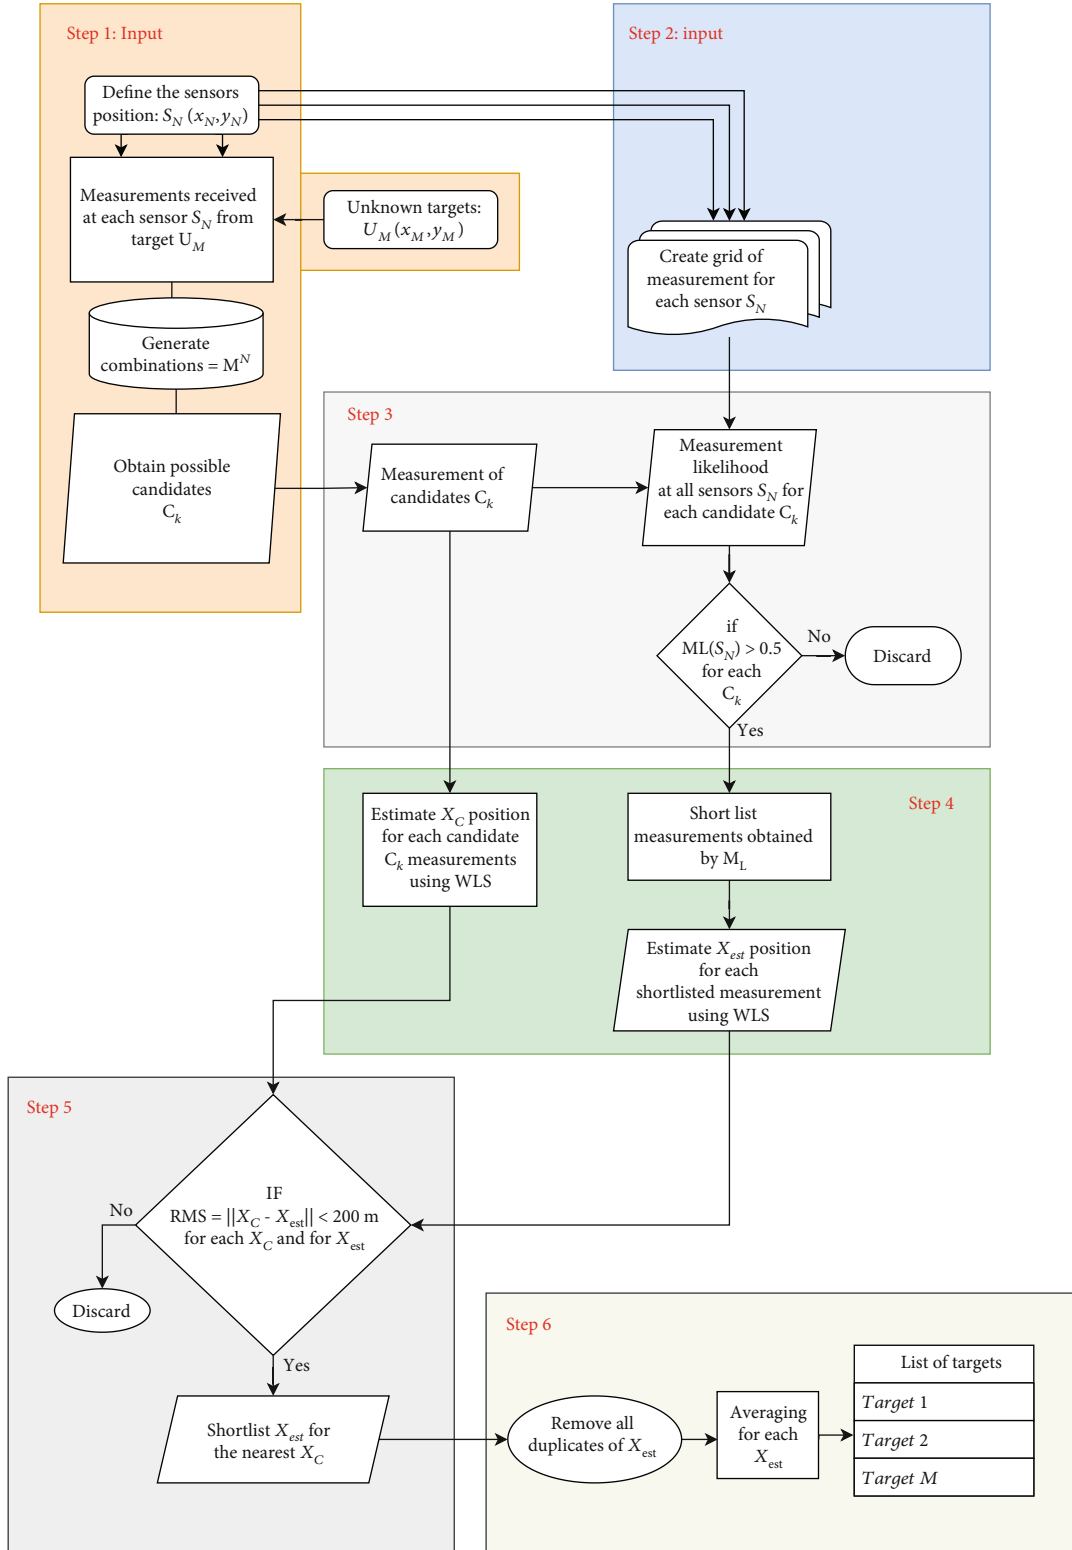 Step 1: Input
Define the sensors
position: S_N (x_N, y_N)
Measurements received
at each sensor S_N from
target U_M
Unknown targets:
U_M (x_M, y_M)
Generate
combinations = M^N
Obtain possible
candidates
C_k
Step 2: input
Create grid of
measurement for
each sensor S_N
Step 3
Measurement of
candidates C_k
Measurement
likelihood
at all sensors S_N for
each candidate C_k
if
ML(S_N) > 0.5
for each
C_k
No
Discard
Yes
Step 4
Estimate X_C position
for each candidate
C_k measurements
using WLS
Short list
measurements obtained
by M_L
Estimate X_est position
for each
shortlisted measurement
using WLS
Step 5
IF
RMS = ||X_C - X_est|| < 200 m
for each X_C and for X_est
No
Discard
Yes
Shortlist X_est for
the nearest X_C
Step 6
Remove all
duplicates of X_est
Averaging
for each
X_est
List of targets
Target 1
Target 2
Target M